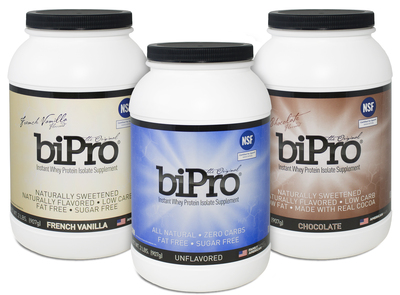 French Vanilla
Flavored
the Original
NSF
biPro®
Instant Whey Protein Isolate Supplement
NATURALLY SWEETENED
NATURALLY FLAVORED • LOW CARB
FAT FREE • SUGAR FREE
2 LBS. (907g)
FRENCH VANILLA
NSF
the Original
biPro®
Instant Whey Protein Isolate Supplement
ALL NATURAL • ZERO CARBS
FAT FREE • SUGAR FREE
2 LBS. (907g)
UNFLAVORED
Chocolate
the Original
NSF
biPro®
Instant Whey Protein Isolate Supplement
NATURALLY SWEETENED
NATURALLY FLAVORED • LOW CARB
LOW FAT • MADE WITH REAL COCOA
2 LBS. (907g)
CHOCOLATE